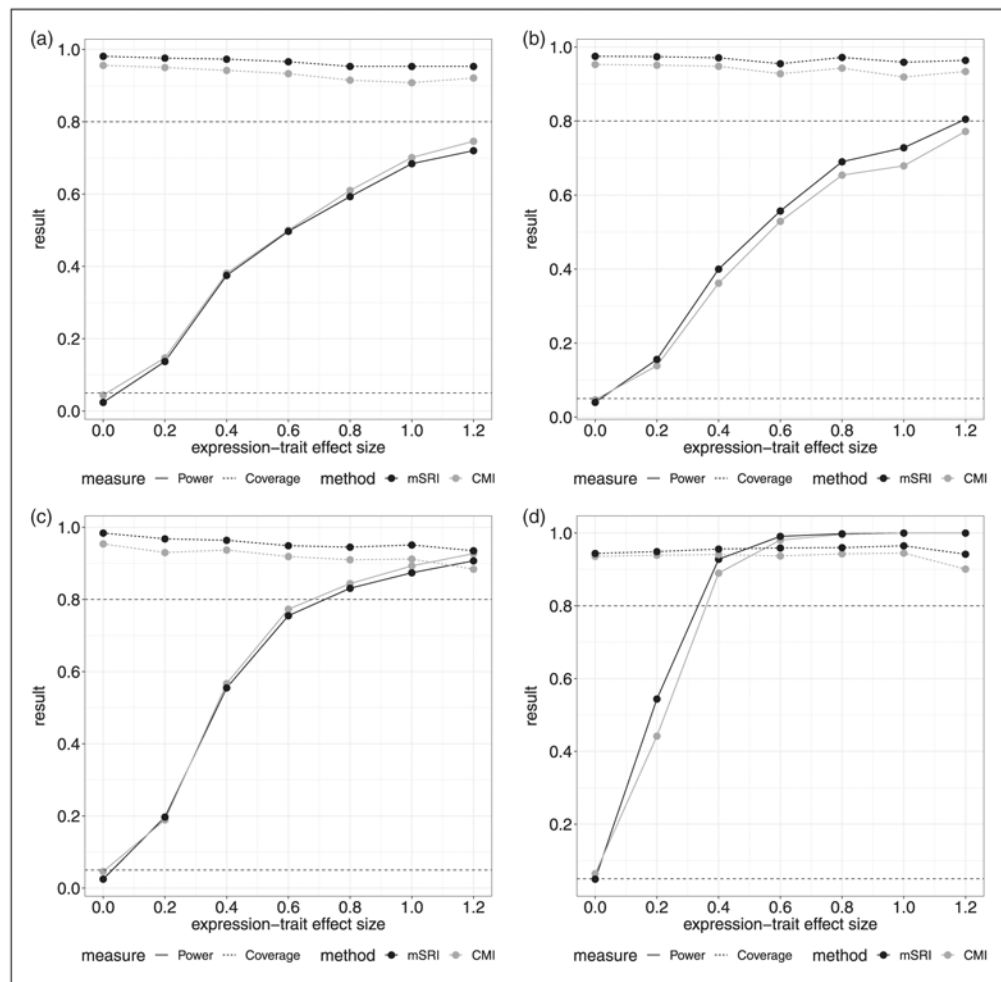 (a)
1.0
0.8
0.6
0.4
0.2
0.0
result
0.0 0.2 0.4 0.6 0.8 1.0 1.2
expression−trait effect size
measure Power Coverage method mSRI CMI
(b)
1.0
0.8
0.6
0.4
0.2
0.0
result
0.0 0.2 0.4 0.6 0.8 1.0 1.2
expression−trait effect size
measure Power Coverage method mSRI CMI
(c)
1.0
0.8
0.6
0.4
0.2
0.0
result
0.0 0.2 0.4 0.6 0.8 1.0 1.2
expression−trait effect size
measure Power Coverage method mSRI CMI
(d)
1.0
0.8
0.6
0.4
0.2
result
0.0 0.2 0.4 0.6 0.8 1.0 1.2
expression−trait effect size
measure Power Coverage method mSRI CMI